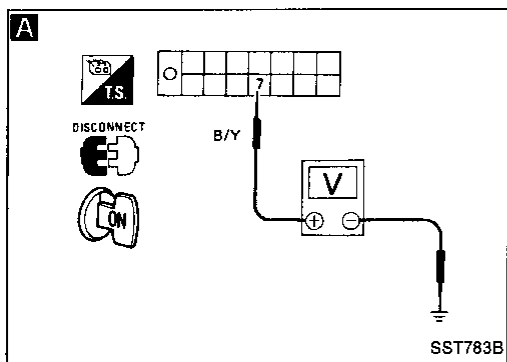 A
T.S.
7
DISCONNECT
B/Y
V
ON
+ −
SST783B